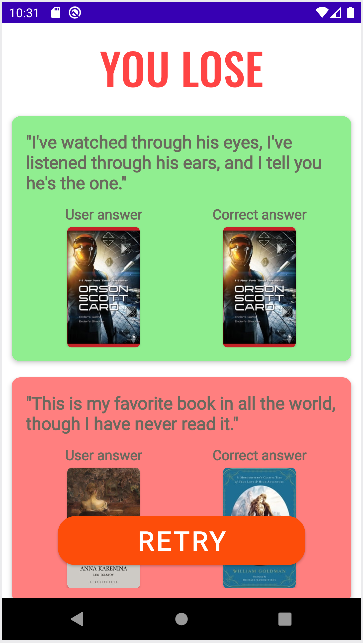 10:31
YOU LOSE
"I've watched through his eyes, I've
listened through his ears, and I tell you
he's the one."
User answer
Correct answer
ORSON
SCOTT
CARD
ORSON
SCOTT
CARD
"This is my favorite book in all the world,
though I have never read it."
User answer
Correct answer
RETRY
ANNA KARENINA
WILLIAM GOLDMAN